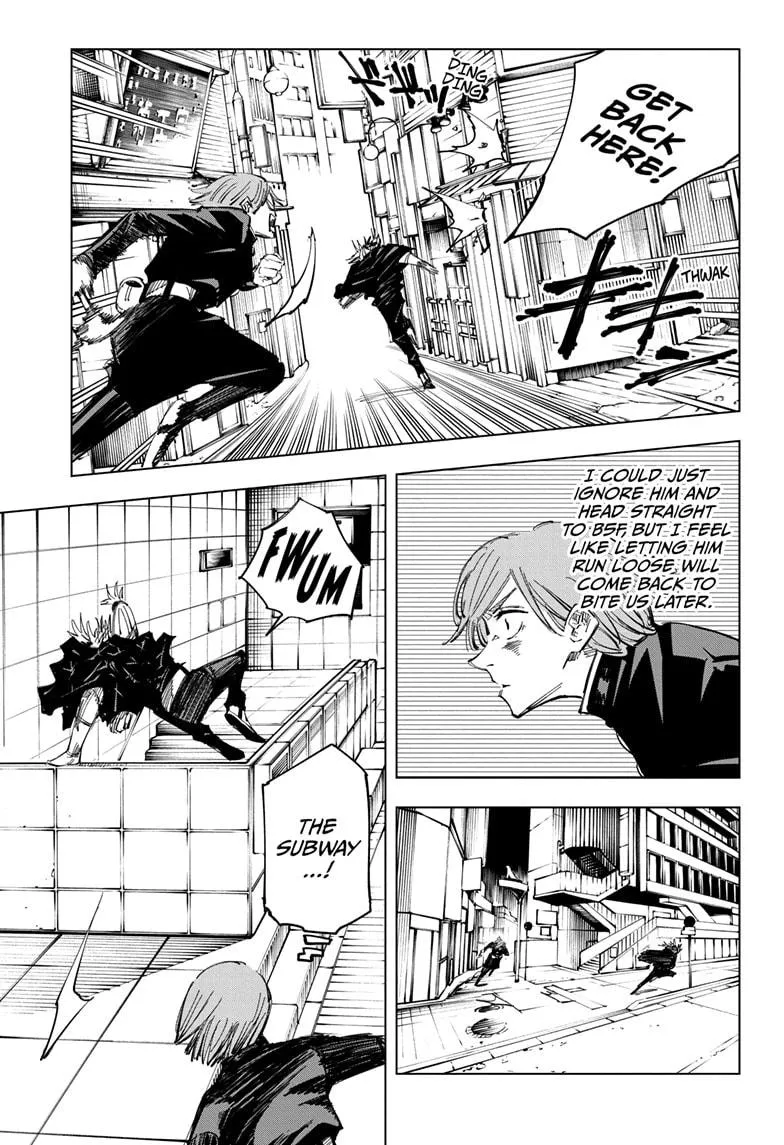 GET
BACK
HERE!
DING
DING
THWAK
I COULD JUST
IGNORE HIM AND
HEAD STRAIGHT
TO B5F, BUT I FEEL
LIKE LETTING HIM
RUN LOOSE WILL
COME BACK TO
BITE US LATER.
FWUM
THE
SUBWAY
...!